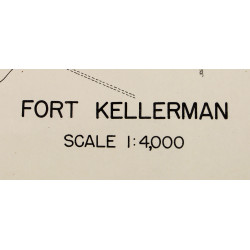 FORT KELLERMAN
SCALE 1:4,000